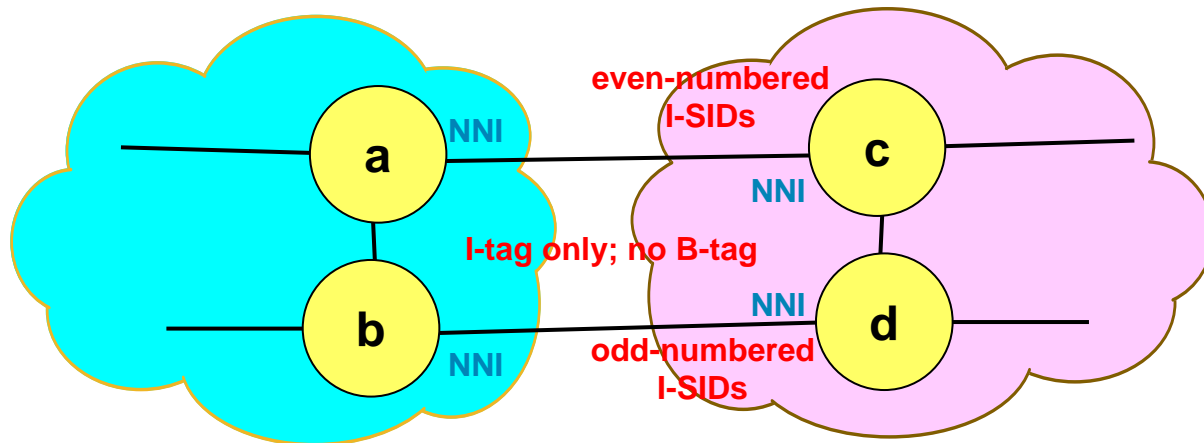 even-numbered
I-SIDs
NNI
a
c
NNI
I-tag only; no B-tag
NNI
b
d
odd-numbered
NNI
I-SIDs